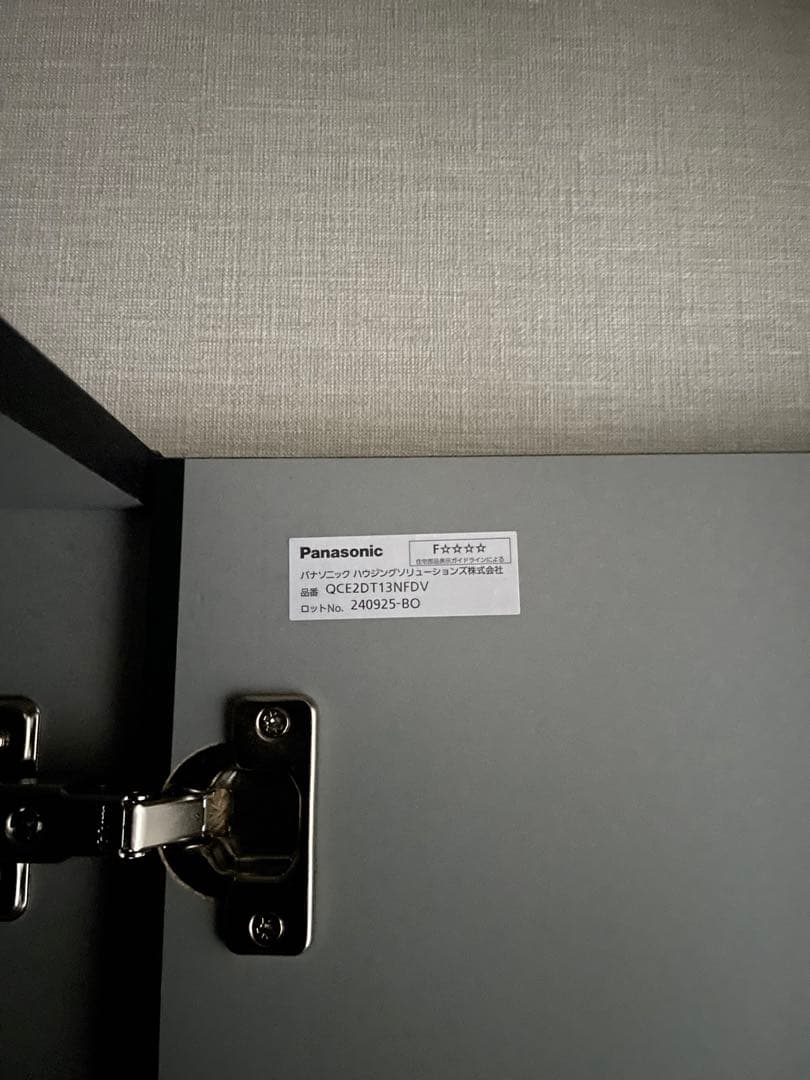 Panasonic
F☆☆☆☆
住宅部品表示ガイドラインによる
パナソニック ハウジングソリューションズ株式会社
品番 QCE2DT13NFDV
ロットNo. 240925-BO